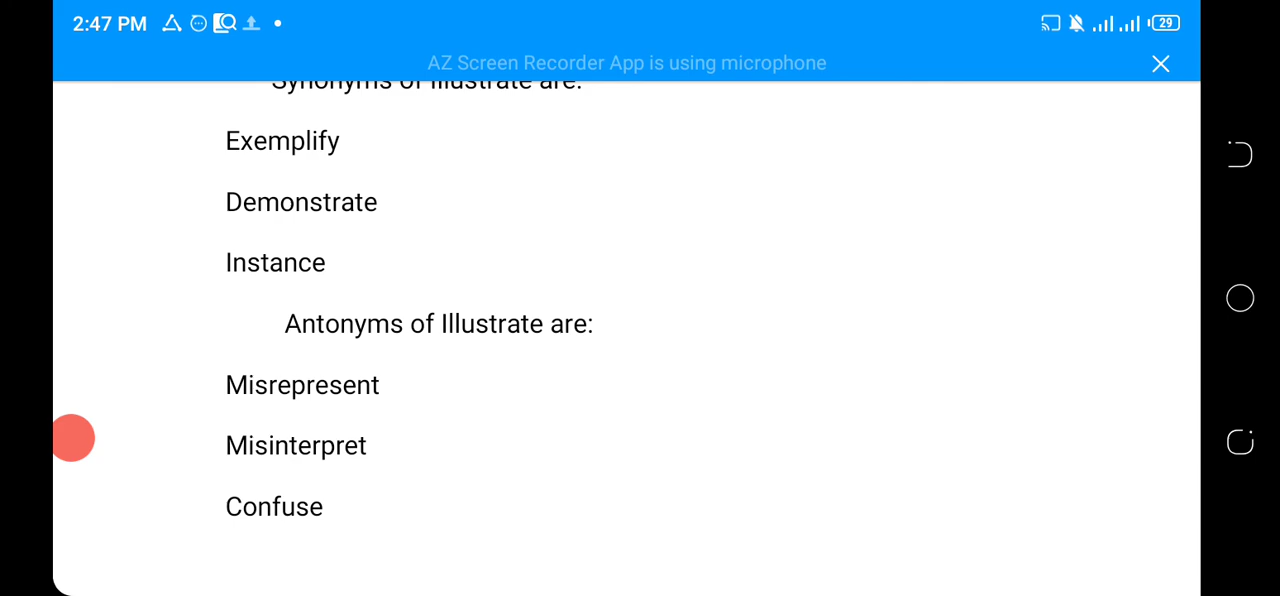 2:47 PM
29
AZ Screen Recorder App is using microphone
Synonyms of Illustrate are:
Exemplify
Demonstrate
Instance
Antonyms of Illustrate are:
Misrepresent
Misinterpret
Confuse